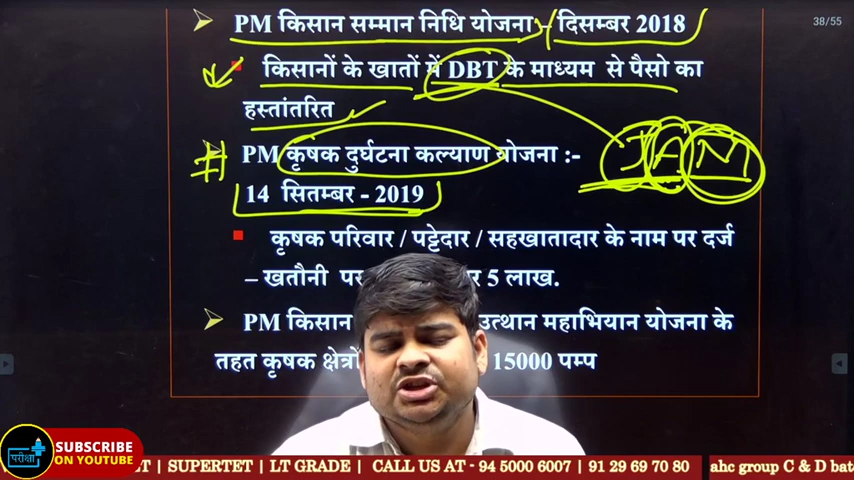 38/55
PM किसान सम्मान निधि योजना - दिसम्बर 2018
किसानों के खातों में DBT के माध्यम से पैसो का
हस्तांतरित
JAM
PM कृषक दुर्घटना कल्याण योजना :-
14 सितम्बर - 2019
कृषक परिवार / पट्टेदार / सहखातादार के नाम पर दर्ज
– खतौनी पर 5 लाख.
PM किसान उत्थान महाभियान योजना के
तहत कृषक क्षेत्रों 15000 पम्प
परीक्षा
SUBSCRIBE
ON YOUTUBE
| SUPERTET | LT GRADE | CALL US AT - 94 5000 6007 | 91 29 69 70 80
ahc group C & D